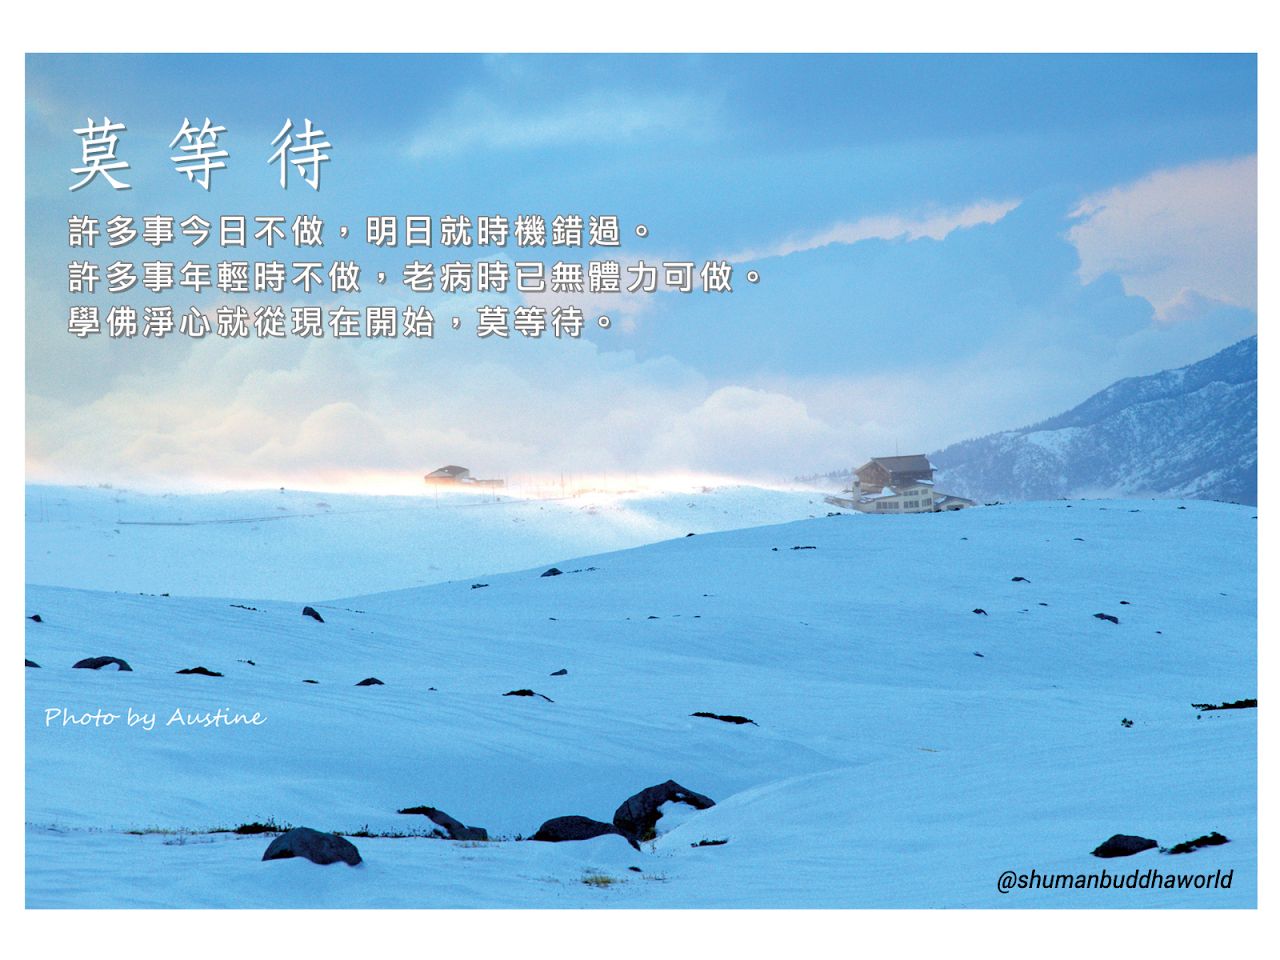 莫等待
許多事今日不做，明日就時機錯過。
許多事年輕時不做，老病時已無體力可做。
學佛淨心就從現在開始，莫等待。
Photo by Austine
@shumanbuddhaworld